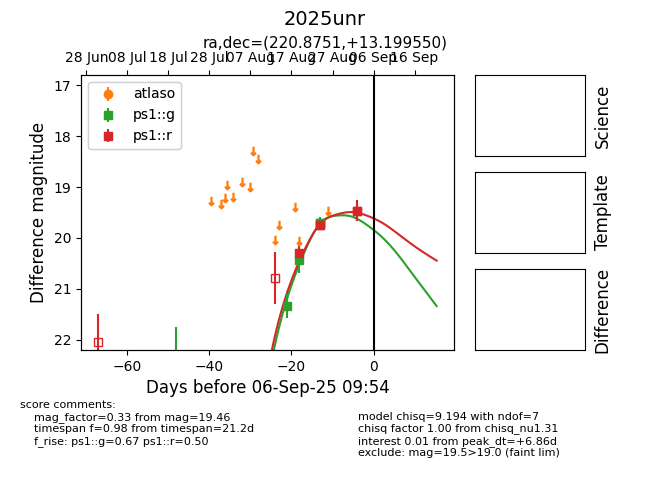 2025unr
ra,dec=(220.8751,+13.199550)
28 Jun 08 Jul 18 Jul 28 Jul 07 Aug 17 Aug 27 Aug 06 Sep 16 Sep
17
18
19
20
21
22
Difference magnitude
atlaso
ps1::g
ps1::r
−60 −40 −20 0
Days before 06-Sep-25 09:54
Science
Template
Difference
score comments:
mag_factor=0.33 from mag=19.46
timespan f=0.98 from timespan=21.2d
f_rise: ps1::g=0.67 ps1::r=0.50
model chisq=9.194 with ndof=7
chisq factor 1.00 from chisq_nu1.31
interest 0.01 from peak_dt=+6.86d
exclude: mag=19.5>19.0 (faint lim)